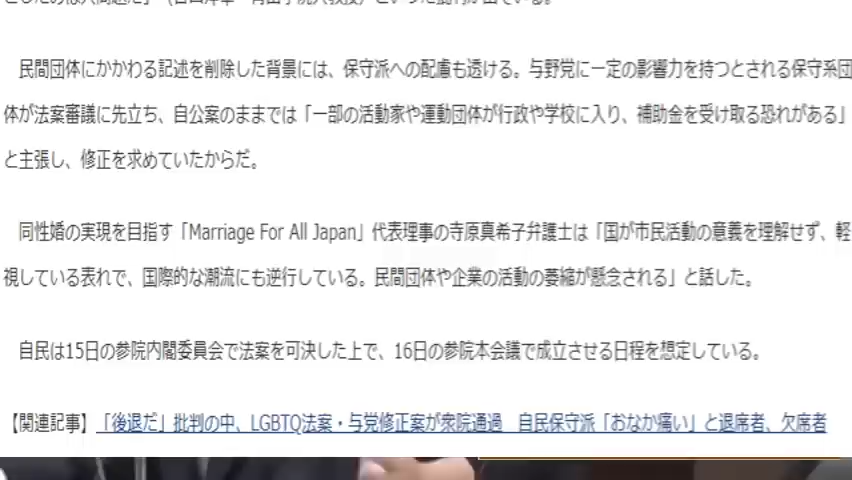 民間団体にかかわる記述を削除した背景には、保守派への配慮も透ける。与野党に一定の影響力を持つとされる保守系団
体が法案審議に先立ち、自公案のままでは「一部の活動家や運動団体が行政や学校に入り、補助金を受け取る恐れがある」
と主張し、修正を求めていたからだ。
同性婚の実現を目指す「Marriage For All Japan」代表理事の寺原真希子弁護士は「国が市民活動の意義を理解せず、軽
視している表れで、国際的な潮流にも逆行している。民間団体や企業の活動の萎縮が懸念される」と話した。
自民は15日の参院内閣委員会で法案を可決した上で、16日の参院本会議で成立させる日程を想定している。
【関連記事】「後退だ」批判の中、LGBTQ法案・与党修正案が衆院通過　自民保守派「おなか痛い」と退席者、欠席者